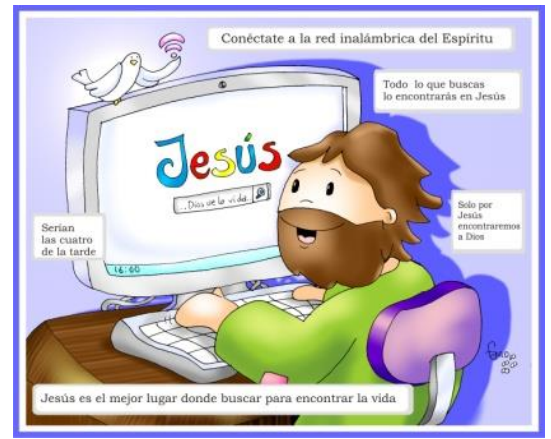 Conéctate a la red inalámbrica del Espíritu
Todo lo que buscas
lo encontrarás en Jesús
Jesús
...Dios de la vida...
Solo por
Jesús
encontraremos
a Dios
Serían
las cuatro
de la tarde
16:00
Fano
Jesús es el mejor lugar donde buscar para encontrar la vida